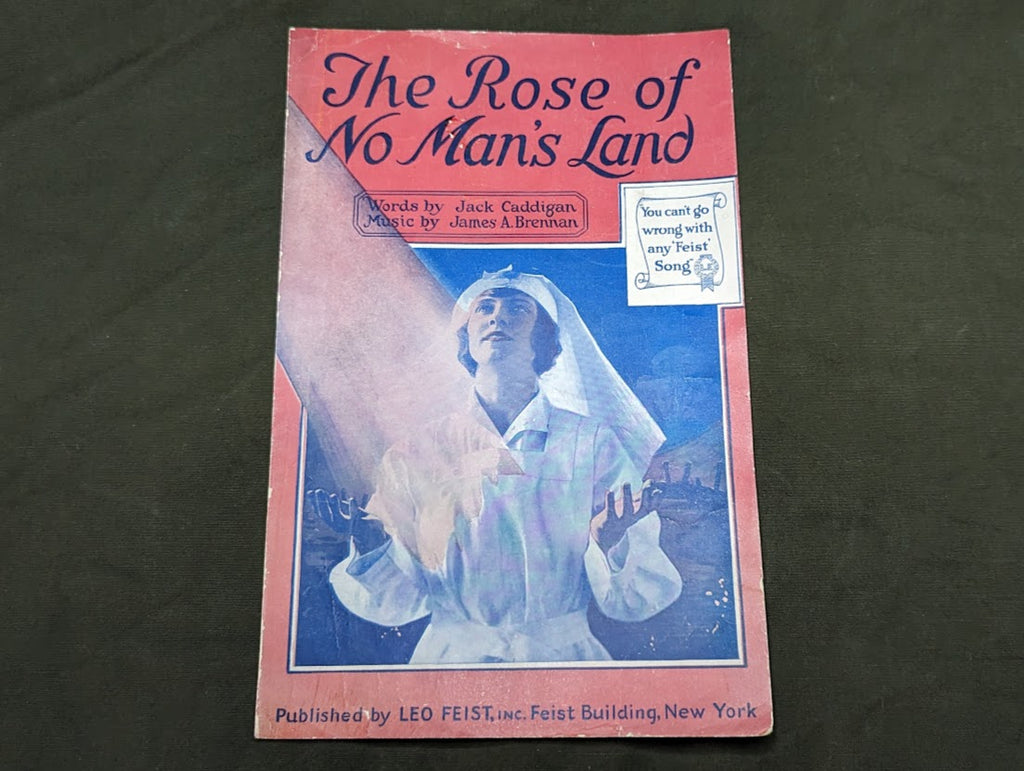 The Rose of
No Man's Land
Words by Jack Caddigan
Music by James A. Brennan
"You can't go
wrong with
any 'Feist'
Song"
Published by LEO FEIST, INC. Feist Building, New York